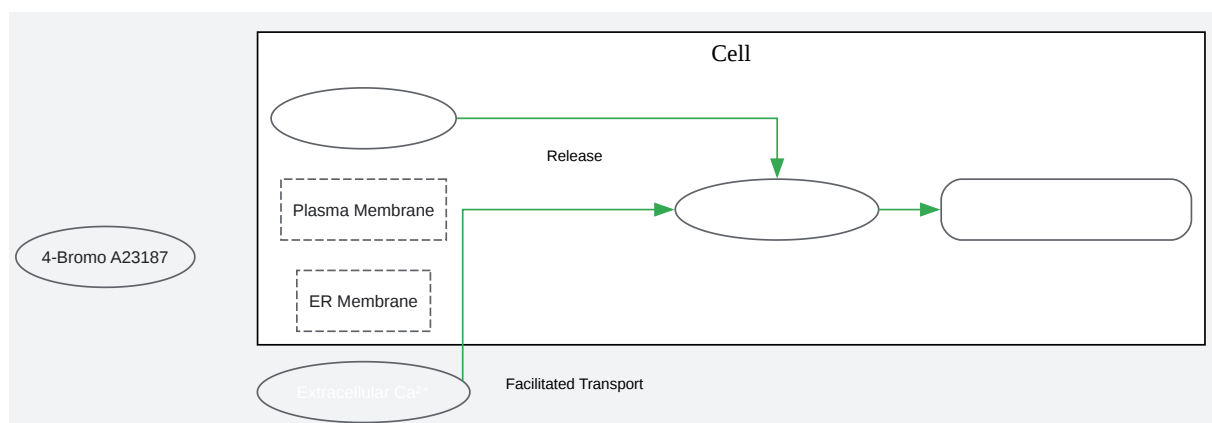 Cell
Release
Plasma Membrane
4-Bromo A23187
ER Membrane
Extracellular Ca²⁺
Facilitated Transport